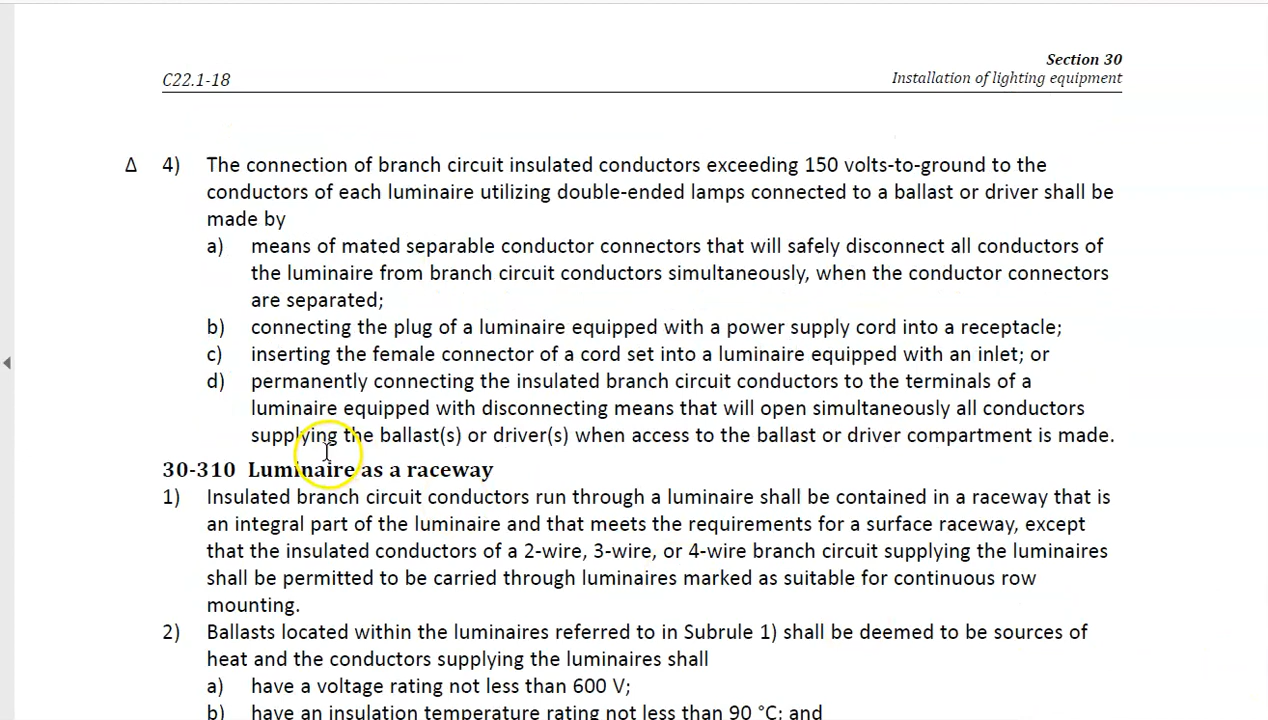 Section 30
C22.1-18
Installation of lighting equipment
Δ 4) The connection of branch circuit insulated conductors exceeding 150 volts-to-ground to the
conductors of each luminaire utilizing double-ended lamps connected to a ballast or driver shall be
made by
a) means of mated separable conductor connectors that will safely disconnect all conductors of
the luminaire from branch circuit conductors simultaneously, when the conductor connectors
are separated;
b) connecting the plug of a luminaire equipped with a power supply cord into a receptacle;
c) inserting the female connector of a cord set into a luminaire equipped with an inlet; or
d) permanently connecting the insulated branch circuit conductors to the terminals of a
luminaire equipped with disconnecting means that will open simultaneously all conductors
supplying the ballast(s) or driver(s) when access to the ballast or driver compartment is made.
30-310 Luminaire as a raceway
1) Insulated branch circuit conductors run through a luminaire shall be contained in a raceway that is
an integral part of the luminaire and that meets the requirements for a surface raceway, except
that the insulated conductors of a 2-wire, 3-wire, or 4-wire branch circuit supplying the luminaires
shall be permitted to be carried through luminaires marked as suitable for continuous row
mounting.
2) Ballasts located within the luminaires referred to in Subrule 1) shall be deemed to be sources of
heat and the conductors supplying the luminaires shall
a) have a voltage rating not less than 600 V;
b) have an insulation temperature rating not less than 90 °C; and